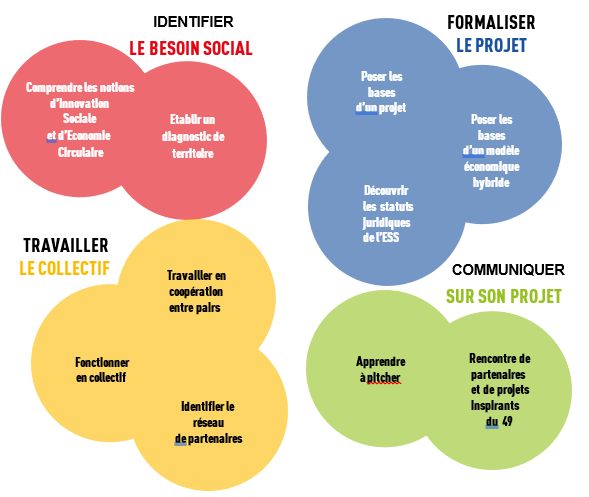 IDENTIFIER
LE BESOIN SOCIAL
Comprendre les notions
d'Innovation
Sociale
et d'Economie
Circulaire
Etablir un
diagnostic de
territoire
FORMALISER
LE PROJET
Poser les
bases
d'un projet
Poser les
bases
d'un modèle
économique
hybride
Découvrir
les statuts
juridiques
de l'ESS
TRAVAILLER
LE COLLECTIF
Travailler en
coopération
entre pairs
Fonctionner
en collectif
Identifier le
réseau
de partenaires
COMMUNIQUER
SUR SON PROJET
Apprendre
à pitcher
Rencontre de
partenaires
et de projets
inspirants
du 49